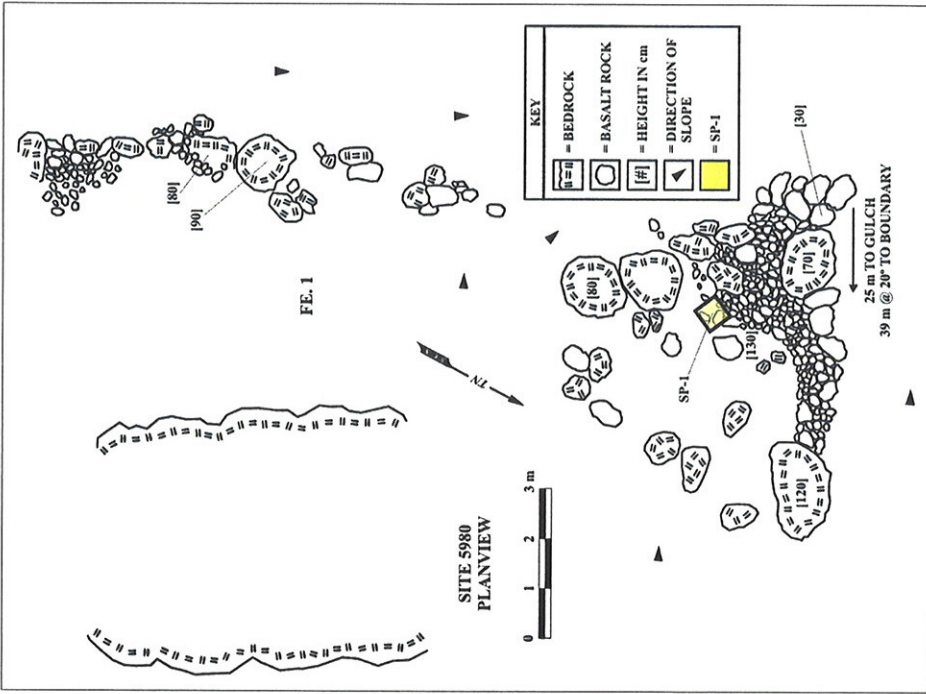 SITE 5980
PLANVIEW
0 1 2 3 m
FE. 1
TN
[80]
[90]
KEY
= BEDROCK
= BASALT ROCK
[#] = HEIGHT IN cm
= DIRECTION OF
SLOPE
= SP-1
[80]
SP-1
[130]
[70]
[30]
[120]
25 m TO GULCH
39 m @ 20° TO BOUNDARY